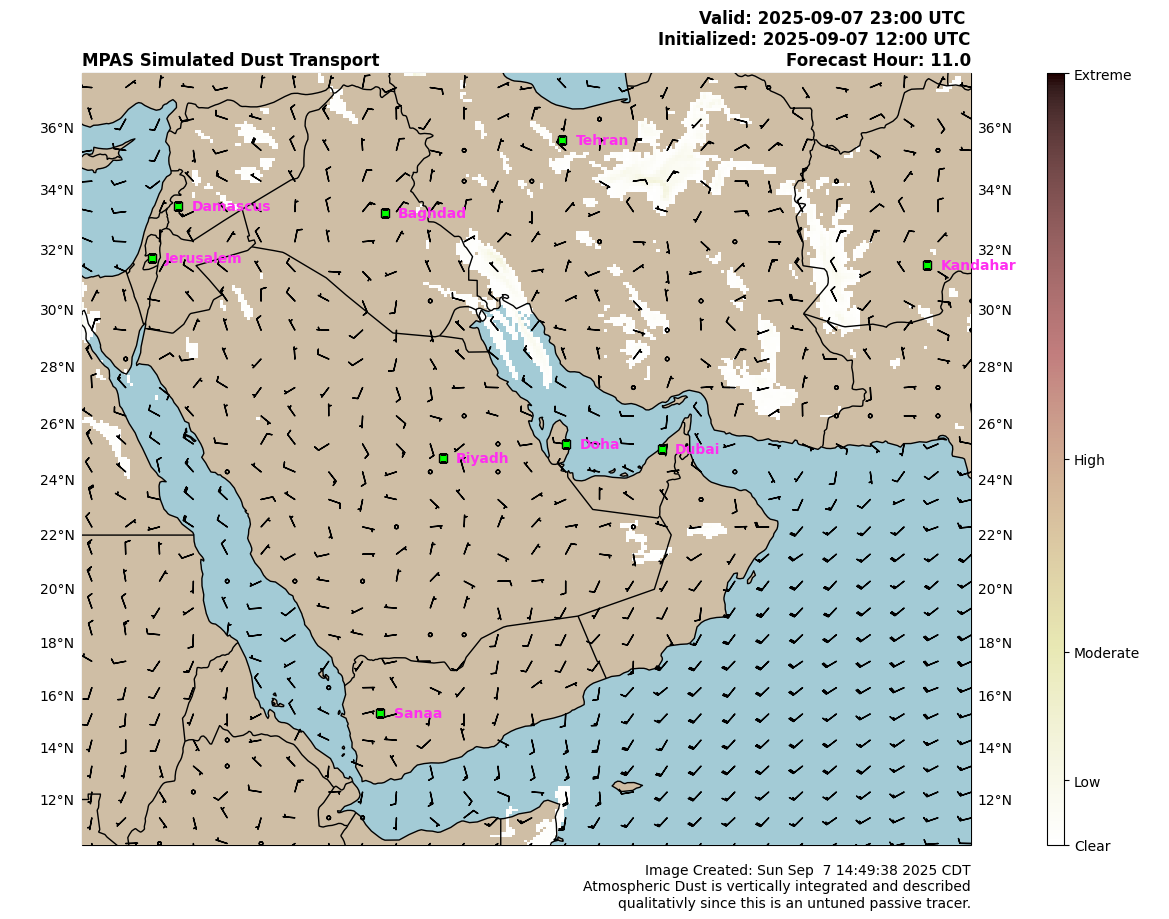 Valid: 2025-09-07 23:00 UTC
Initialized: 2025-09-07 12:00 UTC
MPAS Simulated Dust Transport
Forecast Hour: 11.0
Extreme
36°N
Tehran
36°N
34°N
Damascus
Baghdad
34°N
32°N
Jerusalem
32°N
Kandahar
30°N
30°N
28°N
28°N
26°N
Doha
Dubai
26°N
Riyadh
High
24°N
24°N
22°N
22°N
20°N
20°N
18°N
18°N
Moderate
16°N
Sanaa
16°N
14°N
14°N
Low
12°N
12°N
Clear
Image Created: Sun Sep  7 14:49:38 2025 CDT
Atmospheric Dust is vertically integrated and described
qualitativly since this is an untuned passive tracer.